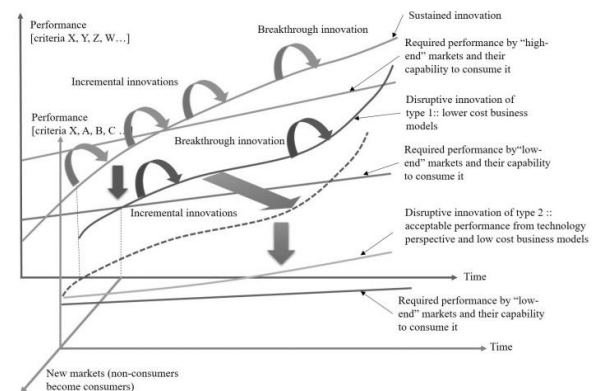 Performance
[criteria X, Y, Z, W…]
Breakthrough innovation
Sustained innovation
Required performance by “high-
end” markets and their
capability to consume it
Incremental innovations
Performance
[criteria X, A, B, C …]
Breakthrough innovation
Disruptive innovation of
type 1:: lower cost business
models
Required performance by“low-
end” markets and their capability
to consume it
Incremental innovations
Disruptive innovation of type 2 ::
acceptable performance from technology
perspective and low cost business models
Time
Required performance by “low-
end” markets and their capability
to consume it
Time
New markets (non-consumers
become consumers)